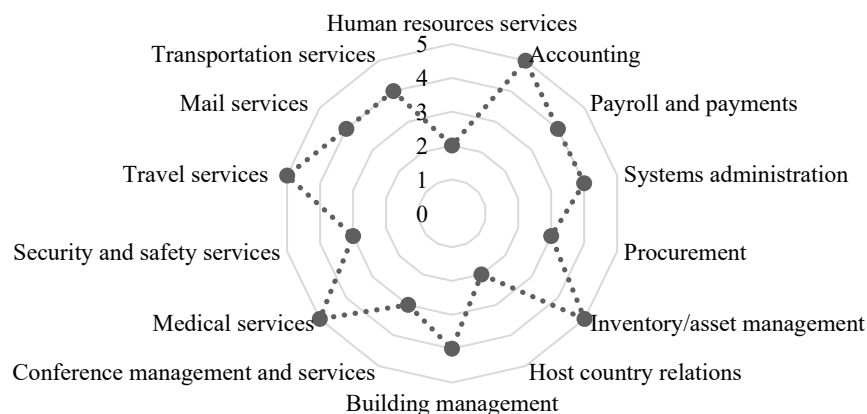 Human resources services
Transportation services
5
Accounting
4
Mail services
3
Payroll and payments
2
Travel services
1
Systems administration
0
Security and safety services
Procurement
Medical services
Inventory/asset management
Conference management and services
Host country relations
Building management